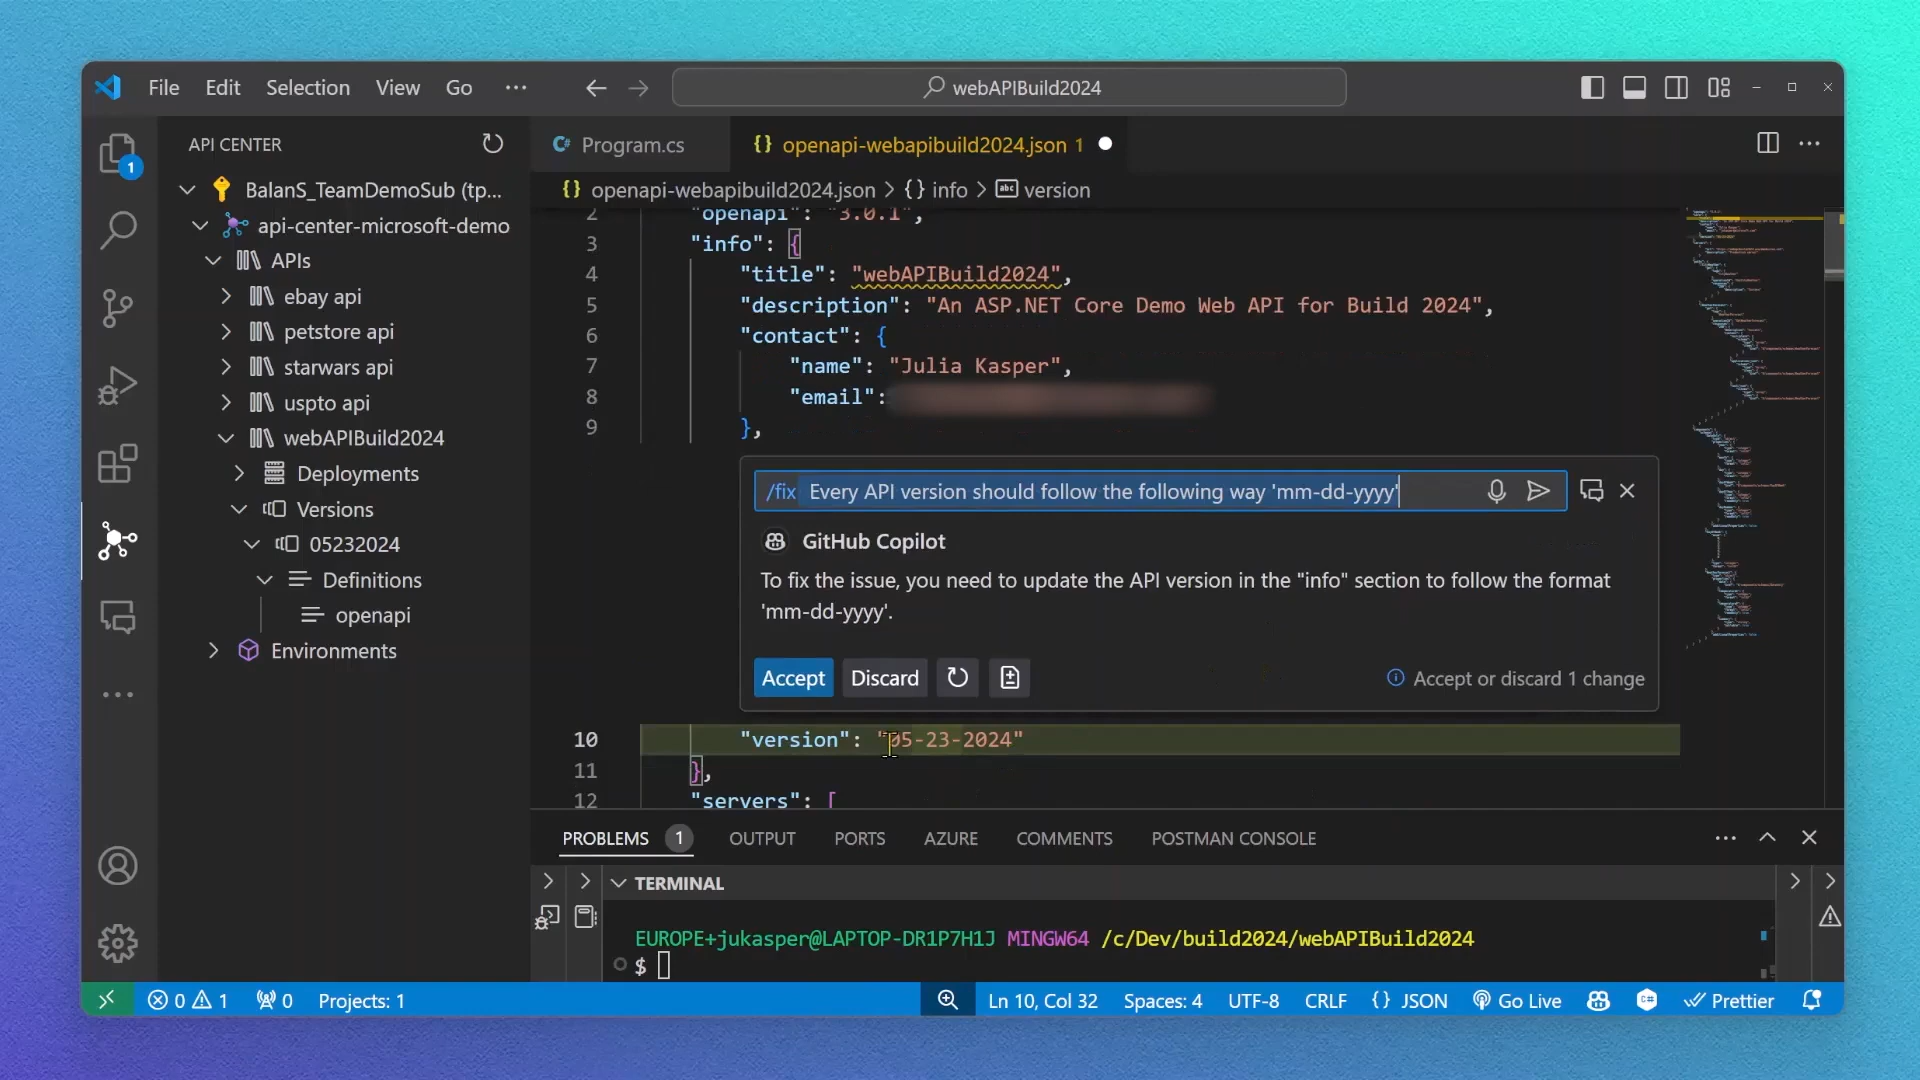 File Edit Selection View Go ··· webAPIBuild2024
API CENTER
BalanS_TeamDemoSub (tp...
api-center-microsoft-demo
APIs
ebay api
petstore api
starwars api
uspto api
webAPIBuild2024
Deployments
Versions
05232024
Definitions
openapi
Environments
1
Program.cs {} openapi-webapibuild2024.json 1
{} openapi-webapibuild2024.json > {} info > abc version
2 "openapi": "3.0.1",
3 "info": {
4 "title": "webAPIBuild2024",
5 "description": "An ASP.NET Core Demo Web API for Build 2024",
6 "contact": {
7 "name": "Julia Kasper",
8 "email":
9 },
/fix Every API version should follow the following way 'mm-dd-yyyy'
GitHub Copilot
To fix the issue, you need to update the API version in the "info" section to follow the format
'mm-dd-yyyy'.
Accept Discard Accept or discard 1 change
10 "version": "05-23-2024"
11 },
12 "servers": [
PROBLEMS 1 OUTPUT PORTS AZURE COMMENTS POSTMAN CONSOLE
TERMINAL
EUROPE+jukasper@LAPTOP-DR1P7H1J MINGW64 /c/Dev/build2024/webAPIBuild2024
$
0 1 0 Projects: 1 Ln 10, Col 32 Spaces: 4 UTF-8 CRLF {} JSON Go Live Prettier